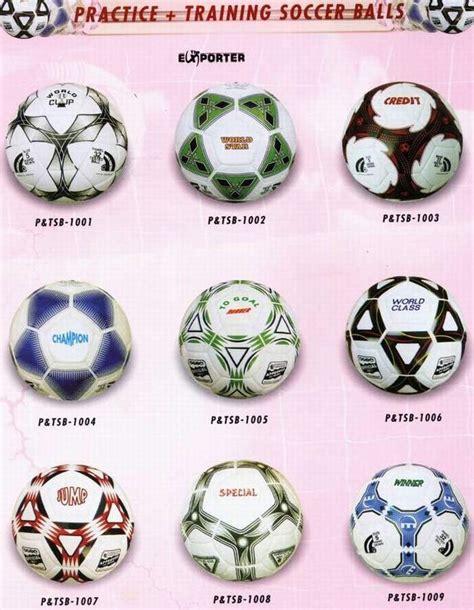 PRACTICE + TRAINING SOCCER BALLS
EXPORTER
WORLD
CUP
WORLD
STAR
CREDIT
P&TSB-1001
P&TSB-1002
P&TSB-1003
CHAMPION
TO GOAL
WORLD
CLASS
P&TSB-1004
P&TSB-1005
P&TSB-1006
JUMP
SPECIAL
WINNER
P&TSB-1007
P&TSB-1008
P&TSB-1009